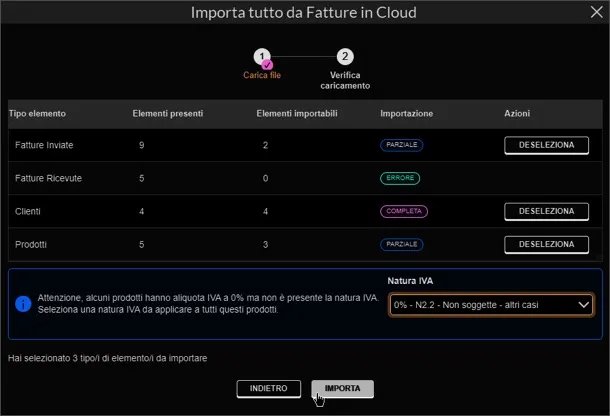 Importa tutto da Fatture in Cloud
1 2
Carica file Verifica
caricamento
Tipo elemento Elementi presenti Elementi importabili Importazione Azioni
Fatture Inviate 9 2 PARZIALE DESELEZIONA
Fatture Ricevute 5 0 ERRORE
Clienti 4 4 COMPLETA DESELEZIONA
Prodotti 5 3 PARZIALE DESELEZIONA
Natura IVA
Attenzione, alcuni prodotti hanno aliquota IVA a 0% ma non è presente la natura IVA.
Seleziona una natura IVA da applicare a tutti questi prodotti.
0% - N2.2 - Non soggette - altri casi
Hai selezionato 3 tipo/i di elemento/i da importare
INDIETRO IMPORTA